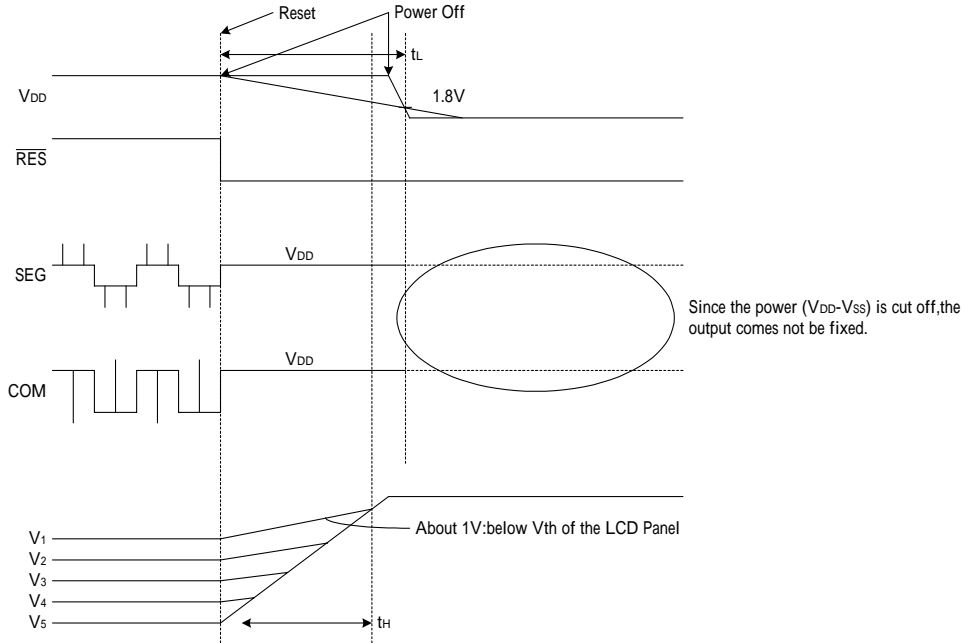 Reset
Power Off
tL
VDD
1.8V
RES
VDD
SEG
Since the power (VDD-VSS) is cut off,the
output comes not be fixed.
VDD
COM
About 1V:below Vth of the LCD Panel
V1
V2
V3
V4
V5
tH